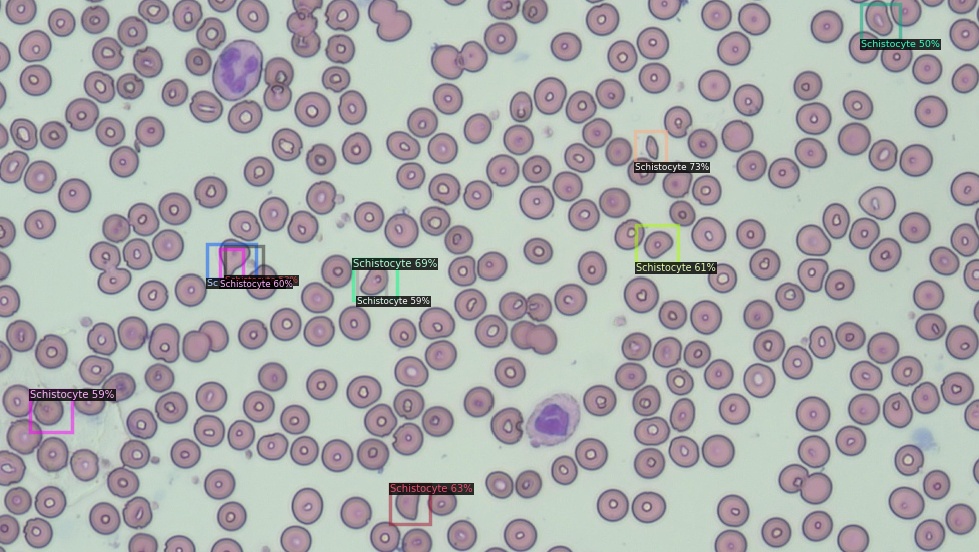 Schistocyte 50%
Schistocyte 73%
Schistocyte 69%
Schistocyte 61%
Schistocyte 60%
Schistocyte 59%
Schistocyte 59%
Schistocyte 63%